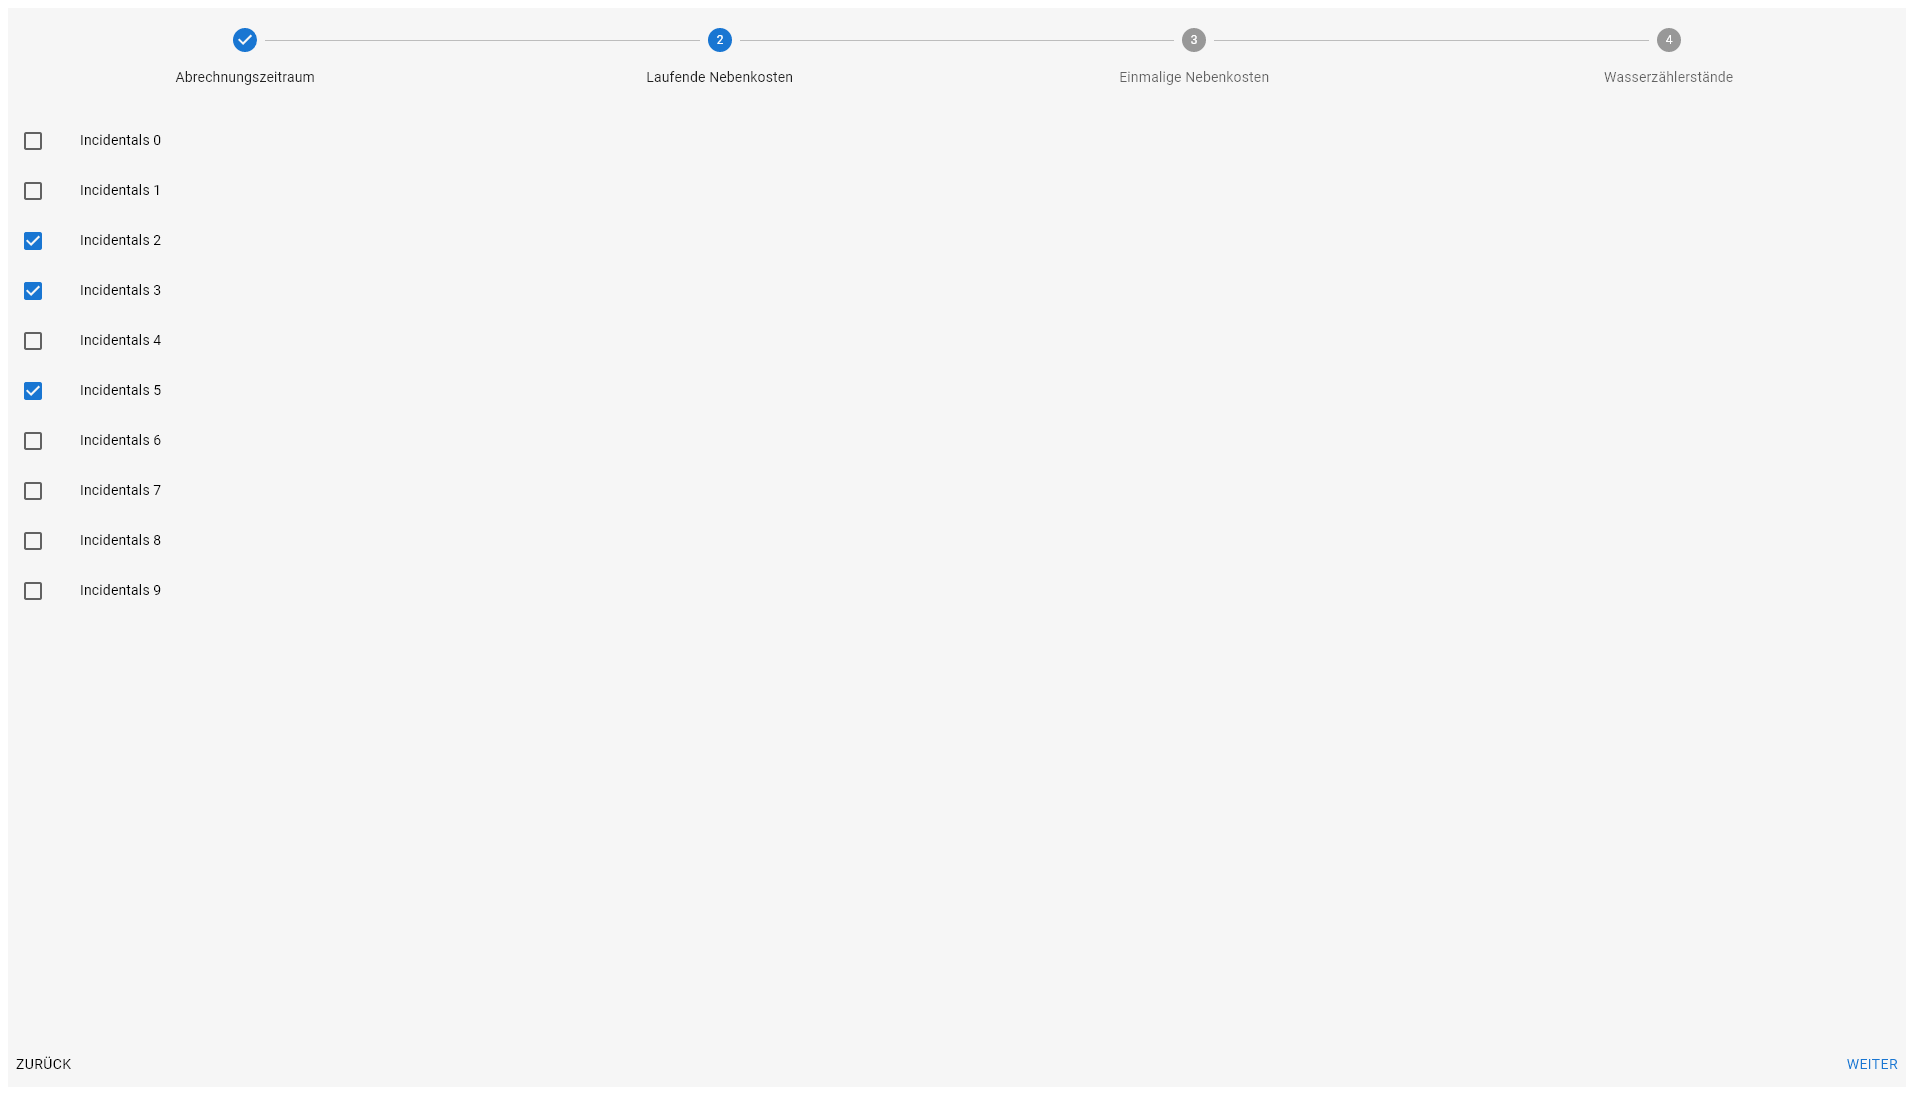 2
3
4
Abrechnungszeitraum
Laufende Nebenkosten
Einmalige Nebenkosten
Wasserzählerstände
Incidentals 0
Incidentals 1
Incidentals 2
Incidentals 3
Incidentals 4
Incidentals 5
Incidentals 6
Incidentals 7
Incidentals 8
Incidentals 9
ZURÜCK
WEITER